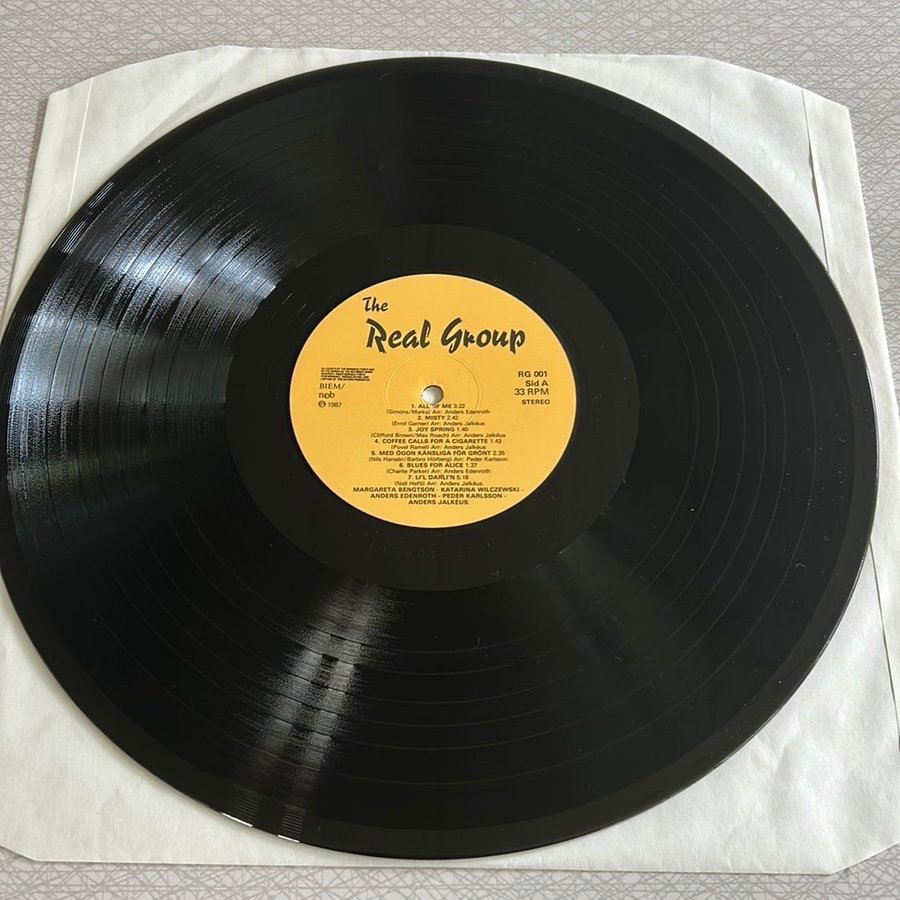 The
Real Group
BIEM/
ncb
℗ 1987
RG 001
Sid A
33 RPM
STEREO
1. ALL OF ME 3.22
(Simons/Marks) Arr: Anders Edenroth
2. MISTY 2.42
(Errol Garner) Arr: Anders Jalkéus
3. JOY SPRING 1.40
(Clifford Brown/Max Roach) Arr: Anders Jalkéus
4. COFFEE CALLS FOR A CIGARETTE 1.43
(Povel Ramel) Arr: Anders Jalkéus
5. MED ÖGON KÄNSLIGA FÖR GRÖNT 2.35
(Nils Hansén/Barbro Hörberg) Arr: Peder Karlsson
6. BLUES FOR ALICE 1.37
(Charlie Parker) Arr: Anders Edenroth
7. LI'L DARLI'N 5.18
(Neil Hefti) Arr: Anders Jalkéus
MARGARETA BENGTSON - KATARINA WILCZEWSKI -
ANDERS EDENROTH - PEDER KARLSSON -
ANDERS JALKÉUS